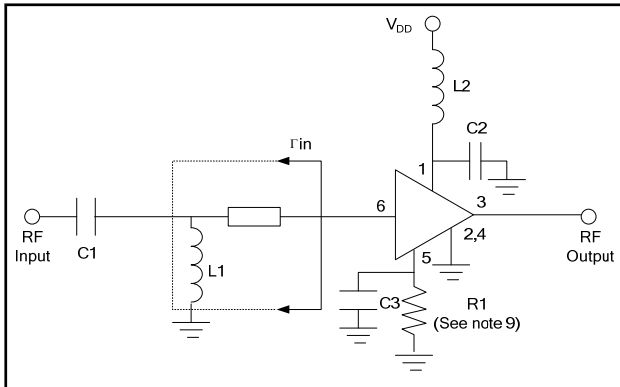 V_DD
L2
Γin
C2
1
6
3
2,4
5
RF
Input
C1
L1
C3
R1
(See note 9)
RF
Output